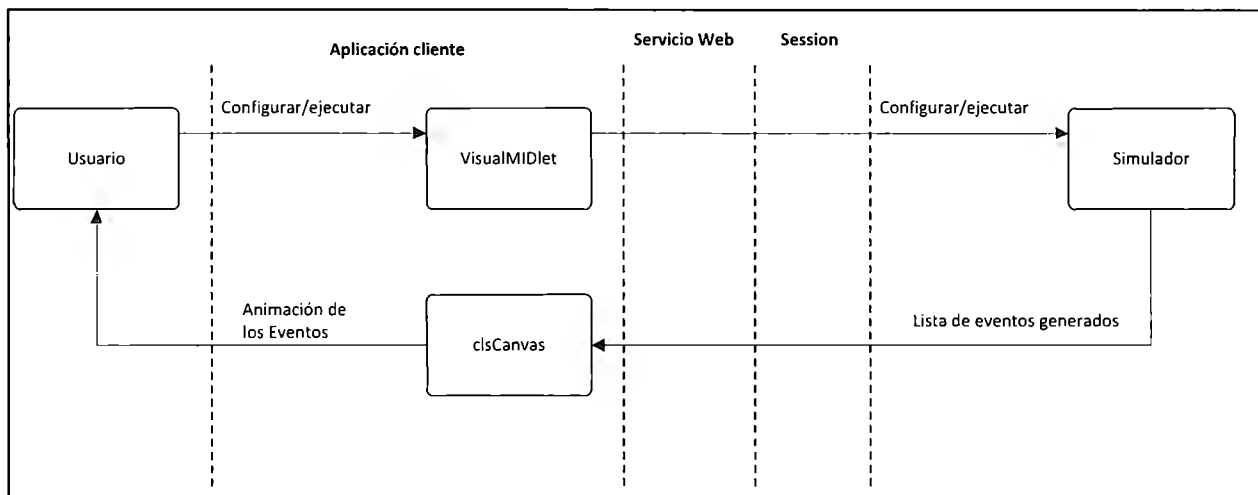 Aplicación cliente
Servicio Web
Session
Configurar/ejecutar
Configurar/ejecutar
Usuario
VisualMIDlet
Simulador
Animación de
los Eventos
clsCanvas
Lista de eventos generados